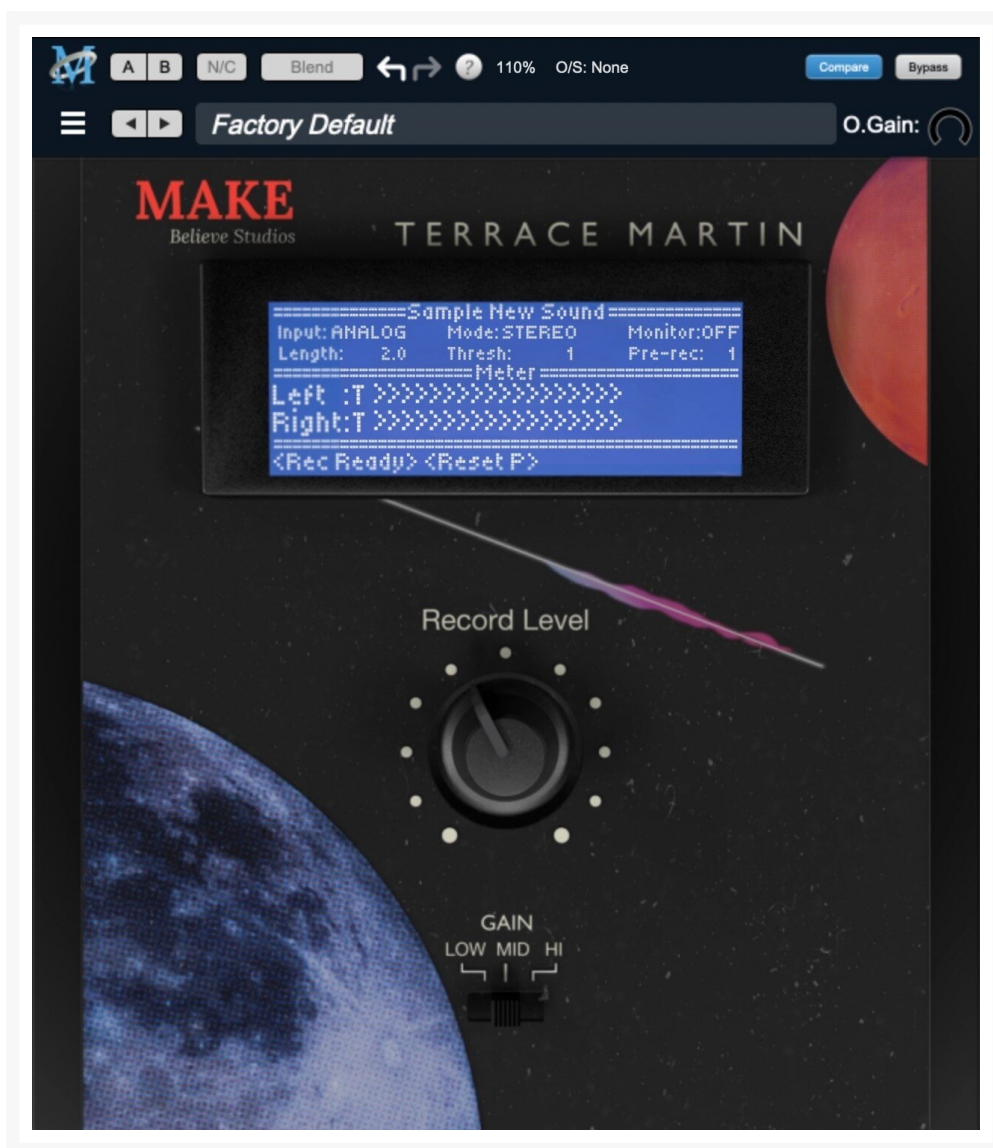 M A B N/C Blend ? 110% O/S: None Compare Bypass
Factory Default O.Gain:
MAKE
Believe Studios
TERRACE MARTIN
=============Sample New Sound=============
Input:ANALOG Mode:STEREO Monitor:OFF
Length: 2.0 Thresh: 1 Pre-rec: 1
====================Meter====================
Left :T >>>>>>>>>>>>>>>>>>
Right:T >>>>>>>>>>>>>>>>>>
<Rec Ready> <Reset P>
Record Level
GAIN
LOW MID HI